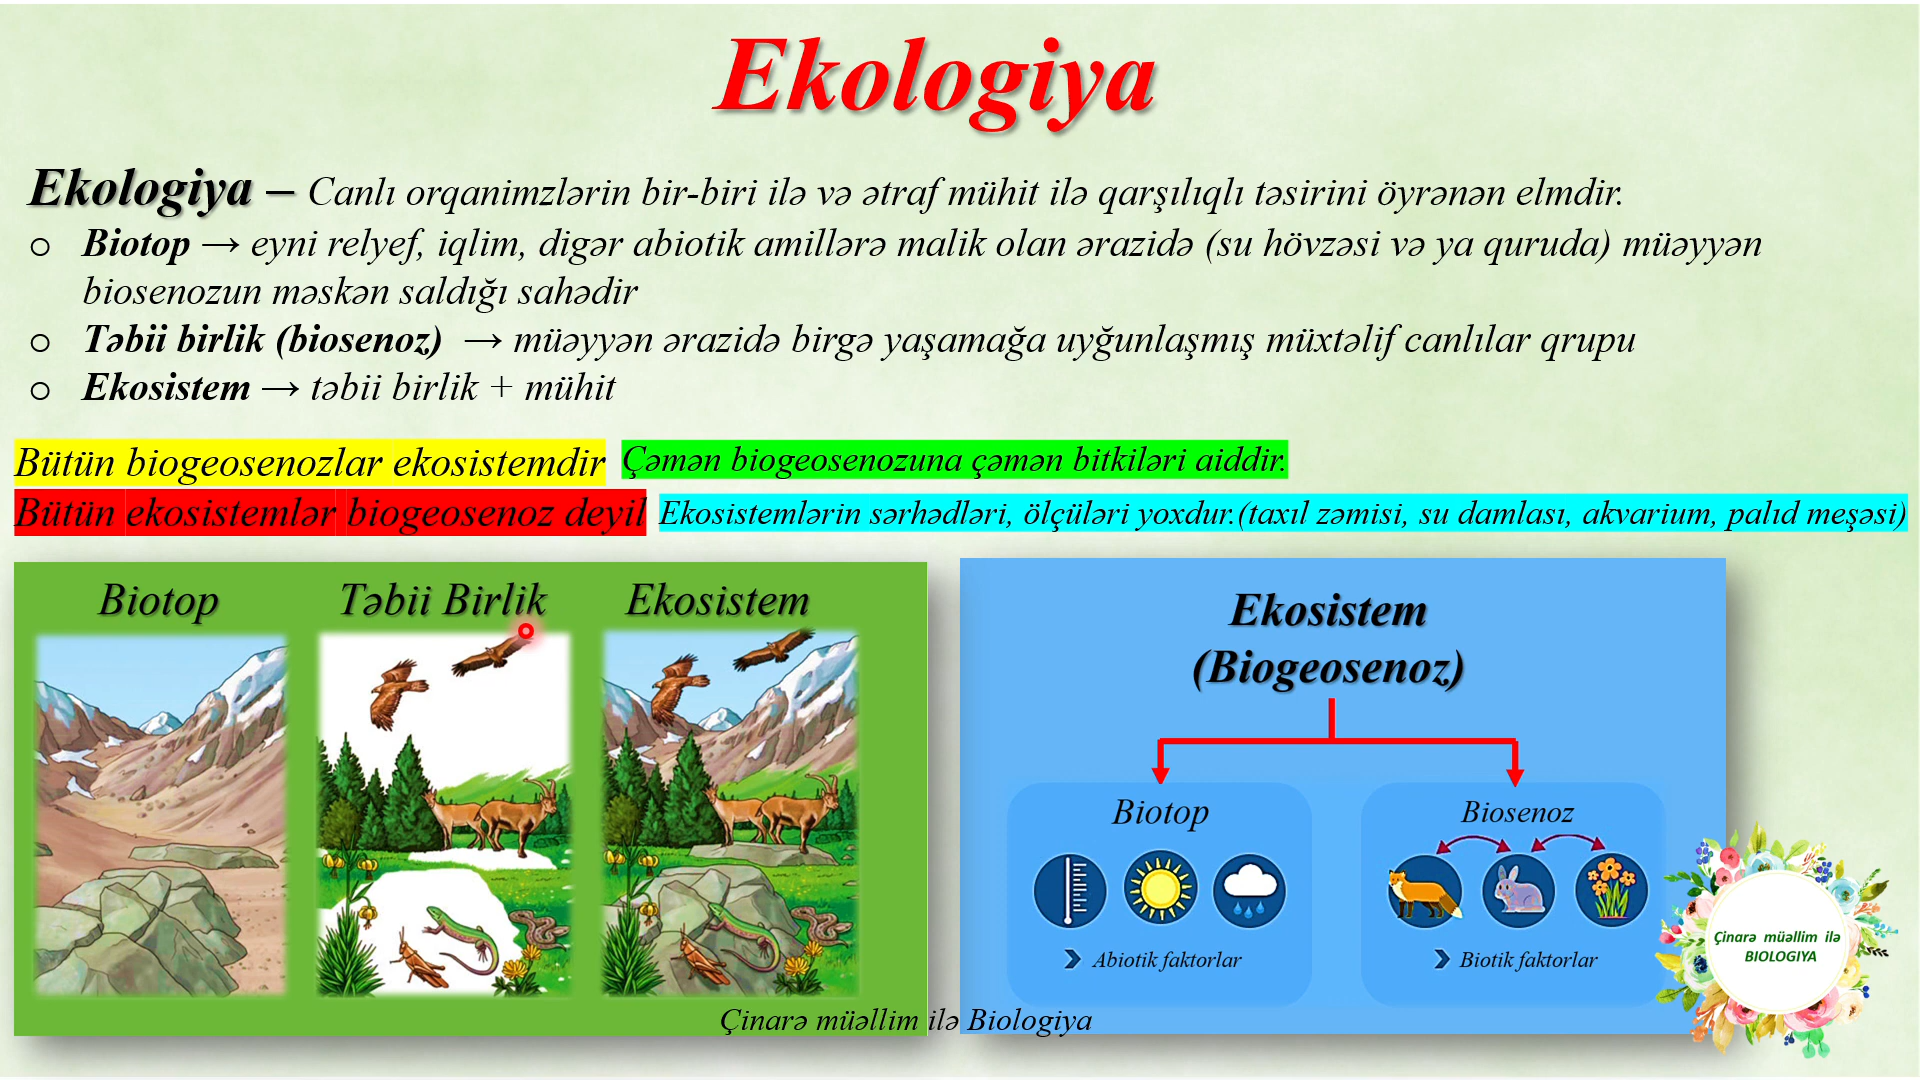 Ekologiya
Ekologiya – Canlı orqanimzlərin bir-biri ilə və ətraf mühit ilə qarşılıqlı təsirini öyrənən elmdir.
o Biotop → eyni relyef, iqlim, digər abiotik amillərə malik olan ərazidə (su hövzəsi və ya quruda) müəyyən
biosenozun məskən saldığı sahədir
o Təbii birlik (biosenoz) → müəyyən ərazidə birgə yaşamağa uyğunlaşmış müxtəlif canlılar qrupu
o Ekosistem → təbii birlik + mühit
Bütün biogeosenozlar ekosistemdir
Çəmən biogeosenozuna çəmən bitkiləri aiddir.
Bütün ekosistemlər biogeosenoz deyil
Ekosistemlərin sərhədləri, ölçüləri yoxdur.(taxıl zəmisi, su damlası, akvarium, palıd meşəsi)
Biotop
Təbii Birlik
Ekosistem
Ekosistem
(Biogeosenoz)
Biotop
Biosenoz
Abiotik faktorlar
Biotik faktorlar
Çinarə müəllim ilə
BIOLOGIYA
Çinarə müəllim ilə Biologiya